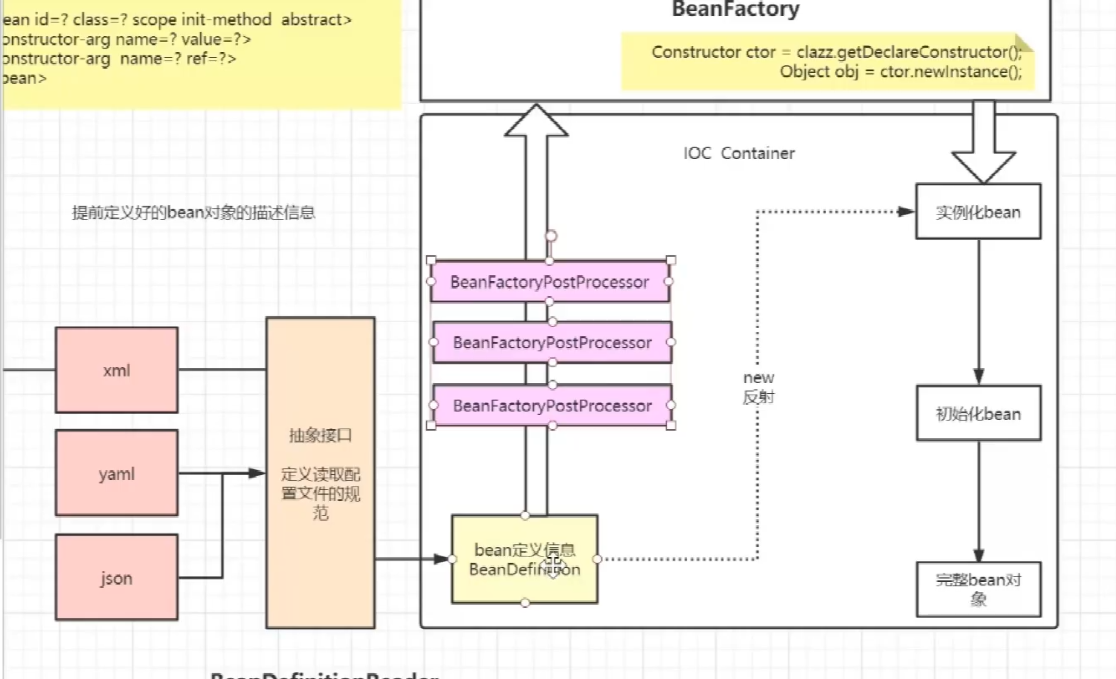 ean id=? class=? scope init-method abstract>
onstructor-arg name=? value=?>
onstructor-arg name=? ref=?>
bean>
BeanFactory
Constructor ctor = clazz.getDeclareConstructor();
Object obj = ctor.newInstance();
IOC Container
提前定义好的bean对象的描述信息
实例化bean
BeanFactoryPostProcessor
BeanFactoryPostProcessor
BeanFactoryPostProcessor
new
反射
初始化bean
xml
yaml
json
抽象接口
定义读取配
置文件的规
范
bean定义信息
BeanDefinition
完整bean对
象
BeanDefinitionReader